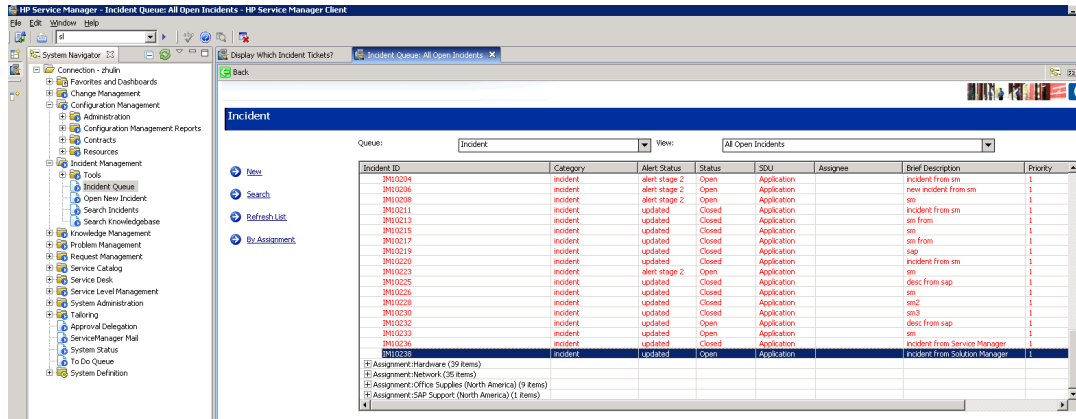 HP Service Manager - Incident Queue: All Open Incidents - HP Service Manager Client
File Edit Window Help
sl
System Navigator
Connection - zhulin
Favorites and Dashboards
Change Management
Configuration Management
Administration
Configuration Management Reports
Contracts
Resources
Incident Management
Tools
Incident Queue
Open New Incident
Search Incidents
Search Knowledgebase
Knowledge Management
Problem Management
Request Management
Service Catalog
Service Desk
Service Level Management
System Administration
Tailoring
Approval Delegation
ServiceManager Mail
System Status
To Do Queue
System Definition
Display Which Incident Tickets? Incident Queue: All Open Incidents
Back
Incident
Queue: Incident View: All Open Incidents
New
Search
Refresh List
By Assignment
Incident ID Category Alert Status Status SDU Assignee Brief Description Priority
IM10204 incident alert stage 2 Open Application incident from sm 1
IM10206 incident alert stage 2 Open Application new incident from sm 1
IM10208 incident alert stage 2 Open Application sm 1
IM10211 incident updated Closed Application incident from sm 1
IM10213 incident updated Closed Application sm from 1
IM10215 incident updated Closed Application sm 1
IM10217 incident updated Closed Application sm from 1
IM10219 incident updated Closed Application sap 1
IM10220 incident updated Closed Application incident from sm 1
IM10223 incident alert stage 2 Open Application sm 1
IM10225 incident updated Closed Application desc from sap 1
IM10226 incident updated Closed Application sm 1
IM10228 incident updated Closed Application sm2 1
IM10230 incident updated Closed Application sm3 1
IM10232 incident updated Open Application desc from sap 1
IM10233 incident updated Open Application sm 1
IM10236 incident updated Closed Application incident from Service Manager 1
IM10238 incident updated Open Application incident from Solution Manager 1
Assignment:Hardware (39 items)
Assignment:Network (35 items)
Assignment:Office Supplies (North America) (9 items)
Assignment:SAP Support (North America) (1 items)